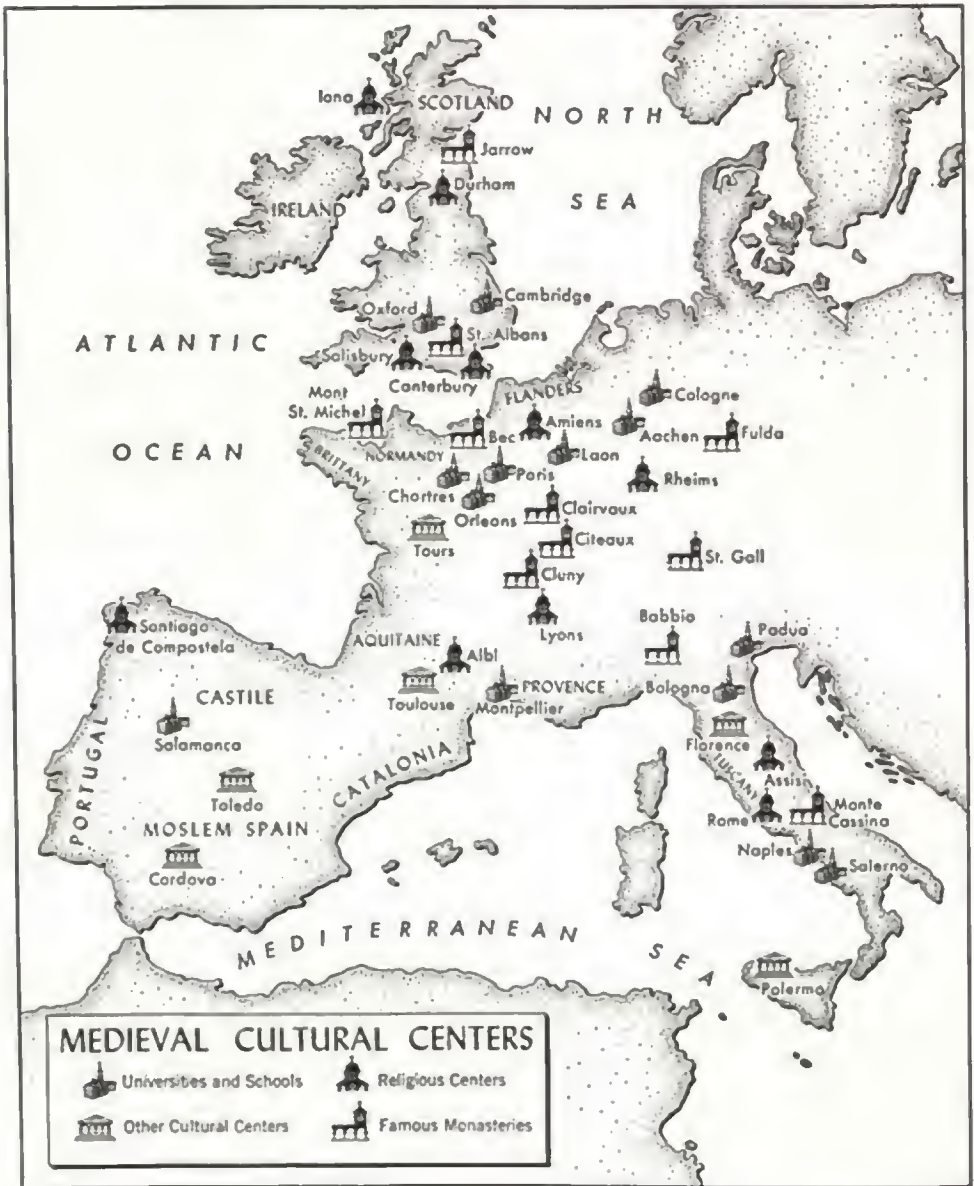 Iona
SCOTLAND
NORTH
Jarrow
Durham
SEA
IRELAND
Cambridge
Oxford
St. Albans
ATLANTIC
Salisbury
Canterbury
FLANDERS
Cologne
Mont
St. Michel
Amiens
Aachen
Fulda
Bec
OCEAN
NORMANDY
Laon
BRITTANY
Paris
Rheims
Chartres
Orleans
Clairvaux
Tours
Citeaux
St. Gall
Cluny
Lyons
Babbio
Padua
Santiago
de Compostela
AQUITAINE
Albi
CASTILE
Toulouse
PROVENCE
Montpellier
Bologna
Salamanca
Florence
PORTUGAL
CATALONIA
TUSCANY
Assisi
Toledo
MOSLEM SPAIN
Rome
Monte
Cassina
Cordova
Naples
Salerno
MEDITERRANEAN
SEA
Palermo
MEDIEVAL CULTURAL CENTERS
Universities and Schools
Religious Centers
Other Cultural Centers
Famous Monasteries